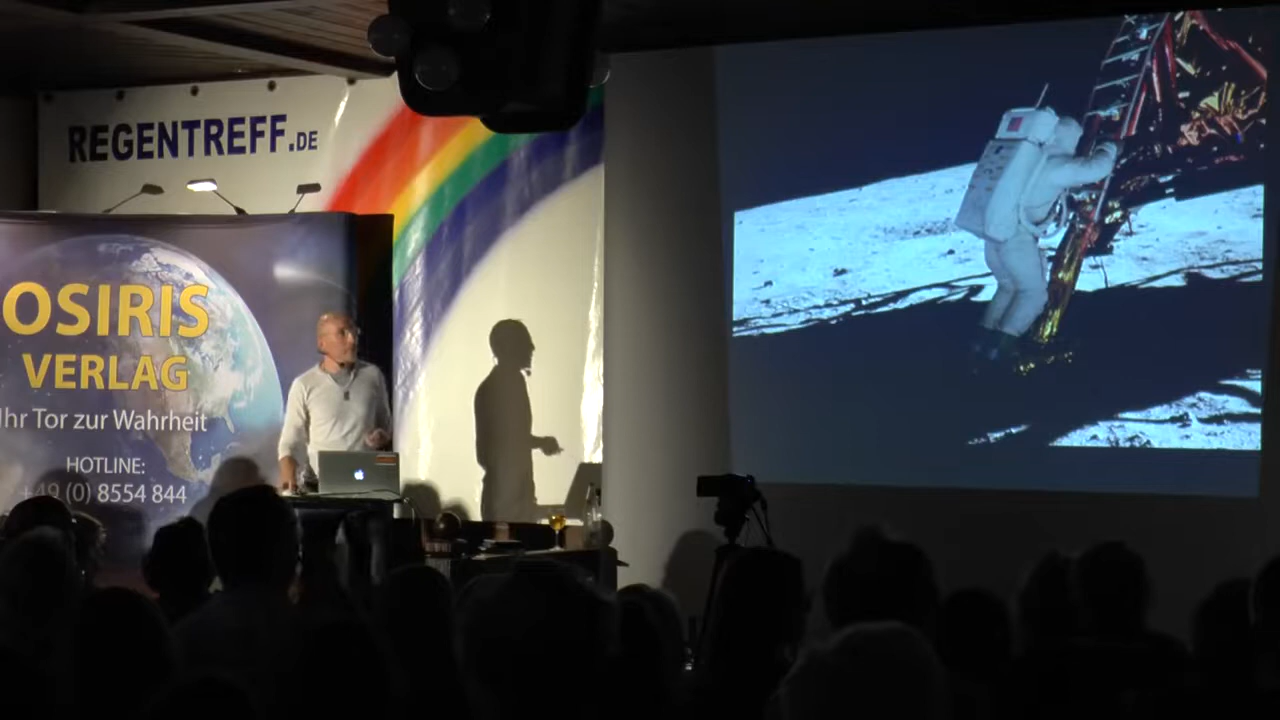 REGENTREFF.DE
OSIRIS
VERLAG
Ihr Tor zur Wahrheit
HOTLINE:
+49 (0) 8554 844